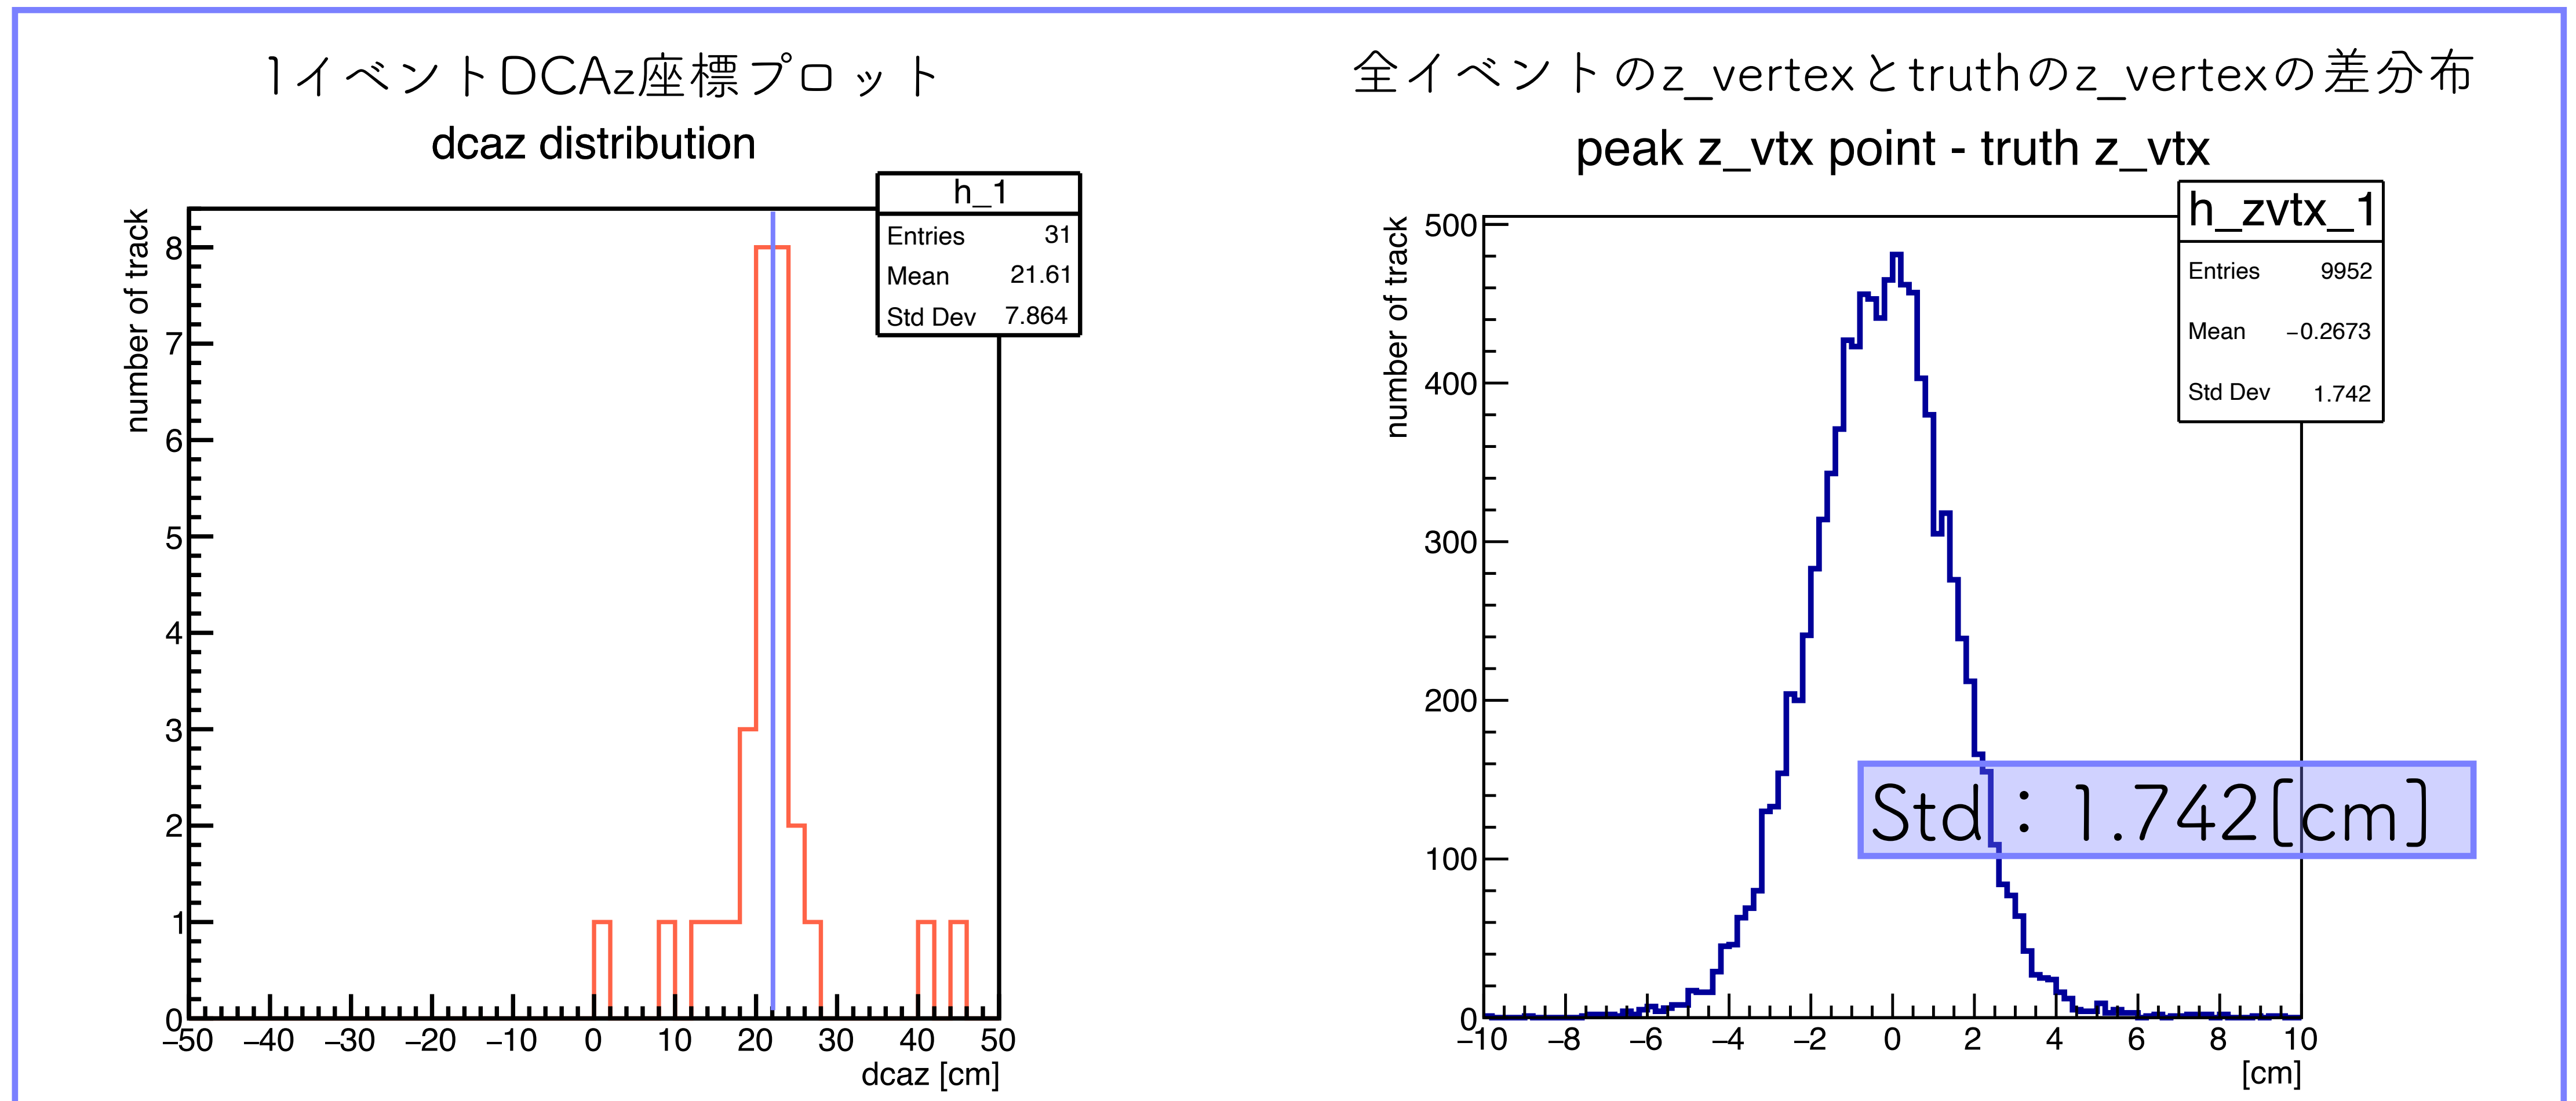 1イベントDCAz座標プロット
dcaz distribution
h_1
Entries 31
Mean 21.61
Std Dev 7.864
number of track
8
7
6
5
4
3
2
1
0
−50 −40 −30 −20 −10 0 10 20 30 40 50
dcaz [cm]
全イベントのz_vertexとtruthのz_vertexの差分布
peak z_vtx point - truth z_vtx
h_zvtx_1
Entries 9952
Mean −0.2673
Std Dev 1.742
number of track
500
400
300
200
100
0
Std：1.742[cm]
−10 −8 −6 −4 −2 0 2 4 6 8 10
[cm]